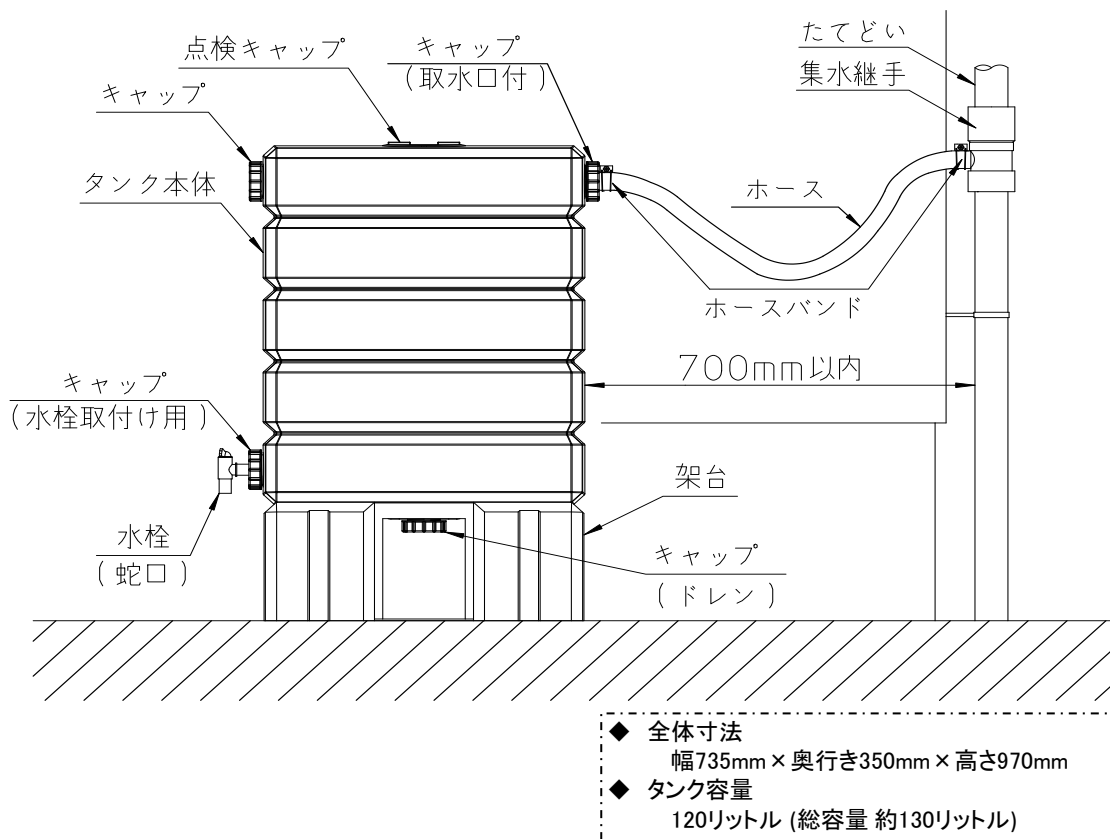 点検キャップ
キャップ
(取水口付)
たてどい
集水継手
キャップ
タンク本体
ホース
ホースバンド
700mm以内
キャップ
(水栓取付け用)
架台
水栓
(蛇口)
キャップ
(ドレン)
◆ 全体寸法
幅735mm×奥行き350mm×高さ970mm
◆ タンク容量
120リットル (総容量 約130リットル)